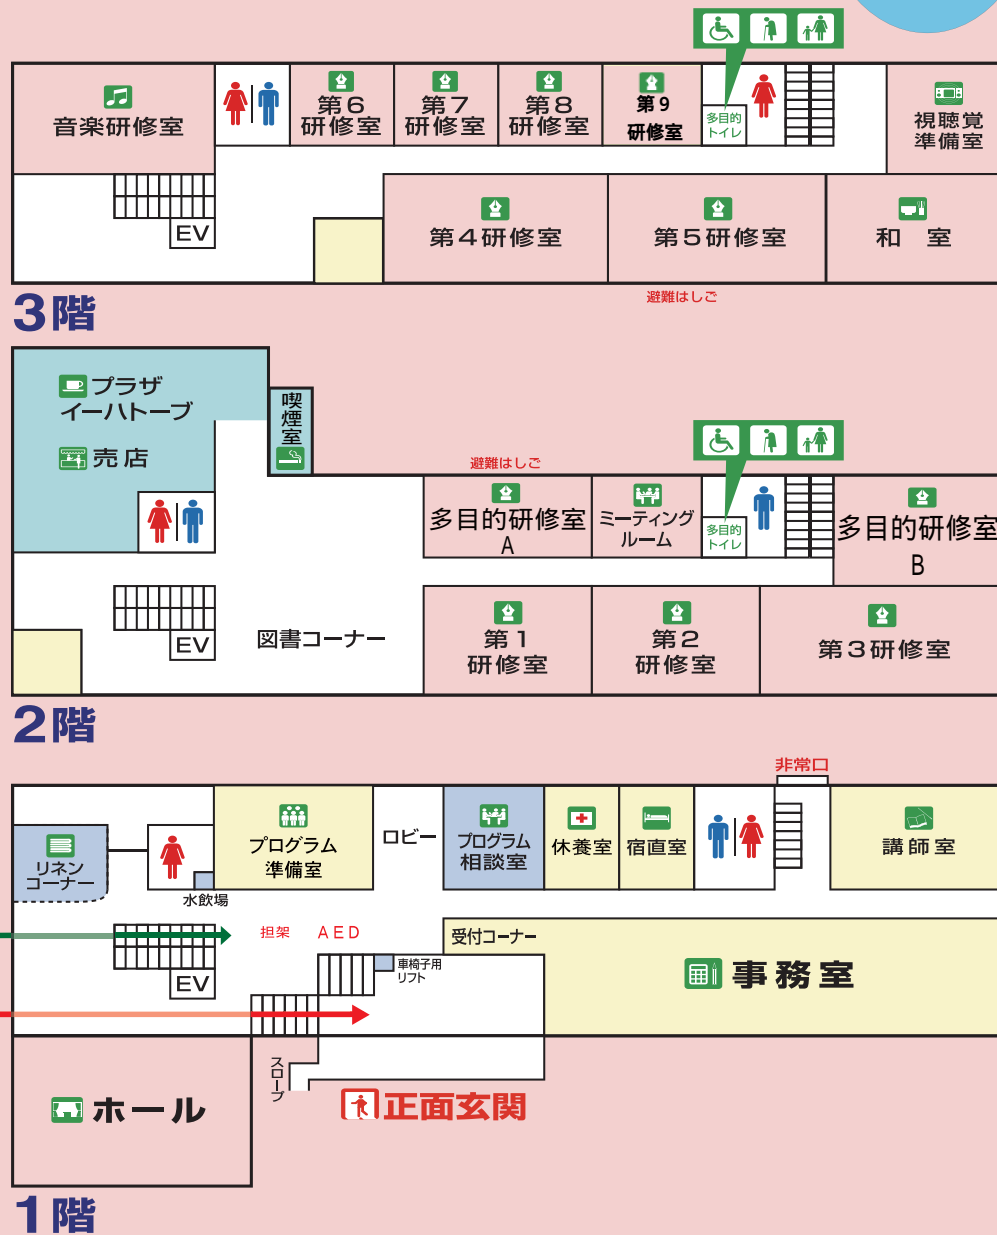 音楽研修室
第6
研修室
第7
研修室
第8
研修室
第9
研修室
多目的
トイレ
視聴覚
準備室
EV
第4研修室
第5研修室
和 室
避難はしご
3階
プラザ
イーハトーブ
売店
喫煙室
避難はしご
多目的研修室
A
ミーティング
ルーム
多目的
トイレ
多目的研修室
B
EV
図書コーナー
第1
研修室
第2
研修室
第3研修室
2階
非常口
リネン
コーナー
水飲場
プログラム
準備室
ロビー
プログラム
相談室
休養室
宿直室
講師室
担架 AED
受付コーナー
車椅子用
リフト
EV
事務室
スロープ
ホール
正面玄関
1階